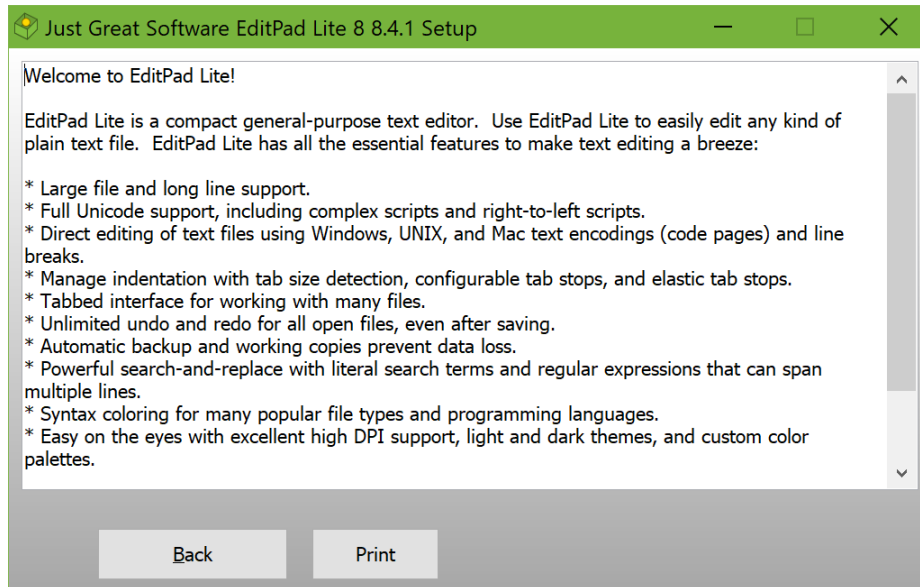 Just Great Software EditPad Lite 8 8.4.1 Setup
Welcome to EditPad Lite!
EditPad Lite is a compact general-purpose text editor.  Use EditPad Lite to easily edit any kind of
plain text file.  EditPad Lite has all the essential features to make text editing a breeze:
* Large file and long line support.
* Full Unicode support, including complex scripts and right-to-left scripts.
* Direct editing of text files using Windows, UNIX, and Mac text encodings (code pages) and line
breaks.
* Manage indentation with tab size detection, configurable tab stops, and elastic tab stops.
* Tabbed interface for working with many files.
* Unlimited undo and redo for all open files, even after saving.
* Automatic backup and working copies prevent data loss.
* Powerful search-and-replace with literal search terms and regular expressions that can span
multiple lines.
* Syntax coloring for many popular file types and programming languages.
* Easy on the eyes with excellent high DPI support, light and dark themes, and custom color
palettes.
Back
Print